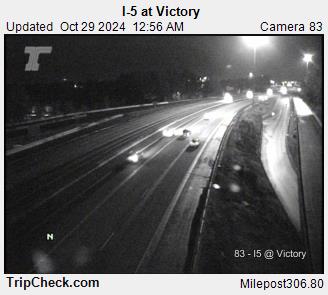 I-5 at Victory
Updated Oct 29 2024 12:56 AM Camera 83
T
N
83 - I5 @ Victory
TripCheck.com Milepost306.80